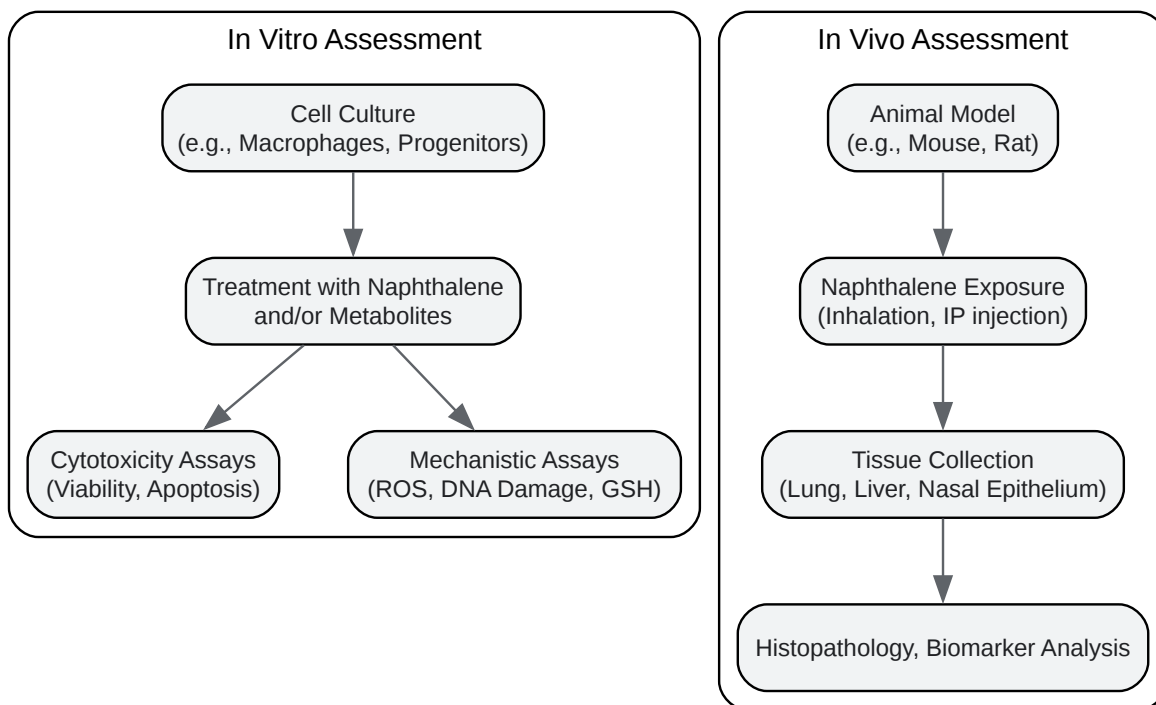 In Vitro Assessment
Cell Culture
(e.g., Macrophages, Progenitors)
Treatment with Naphthalene
and/or Metabolites
Cytotoxicity Assays
(Viability, Apoptosis)
Mechanistic Assays
(ROS, DNA Damage, GSH)
In Vivo Assessment
Animal Model
(e.g., Mouse, Rat)
Naphthalene Exposure
(Inhalation, IP injection)
Tissue Collection
(Lung, Liver, Nasal Epithelium)
Histopathology, Biomarker Analysis